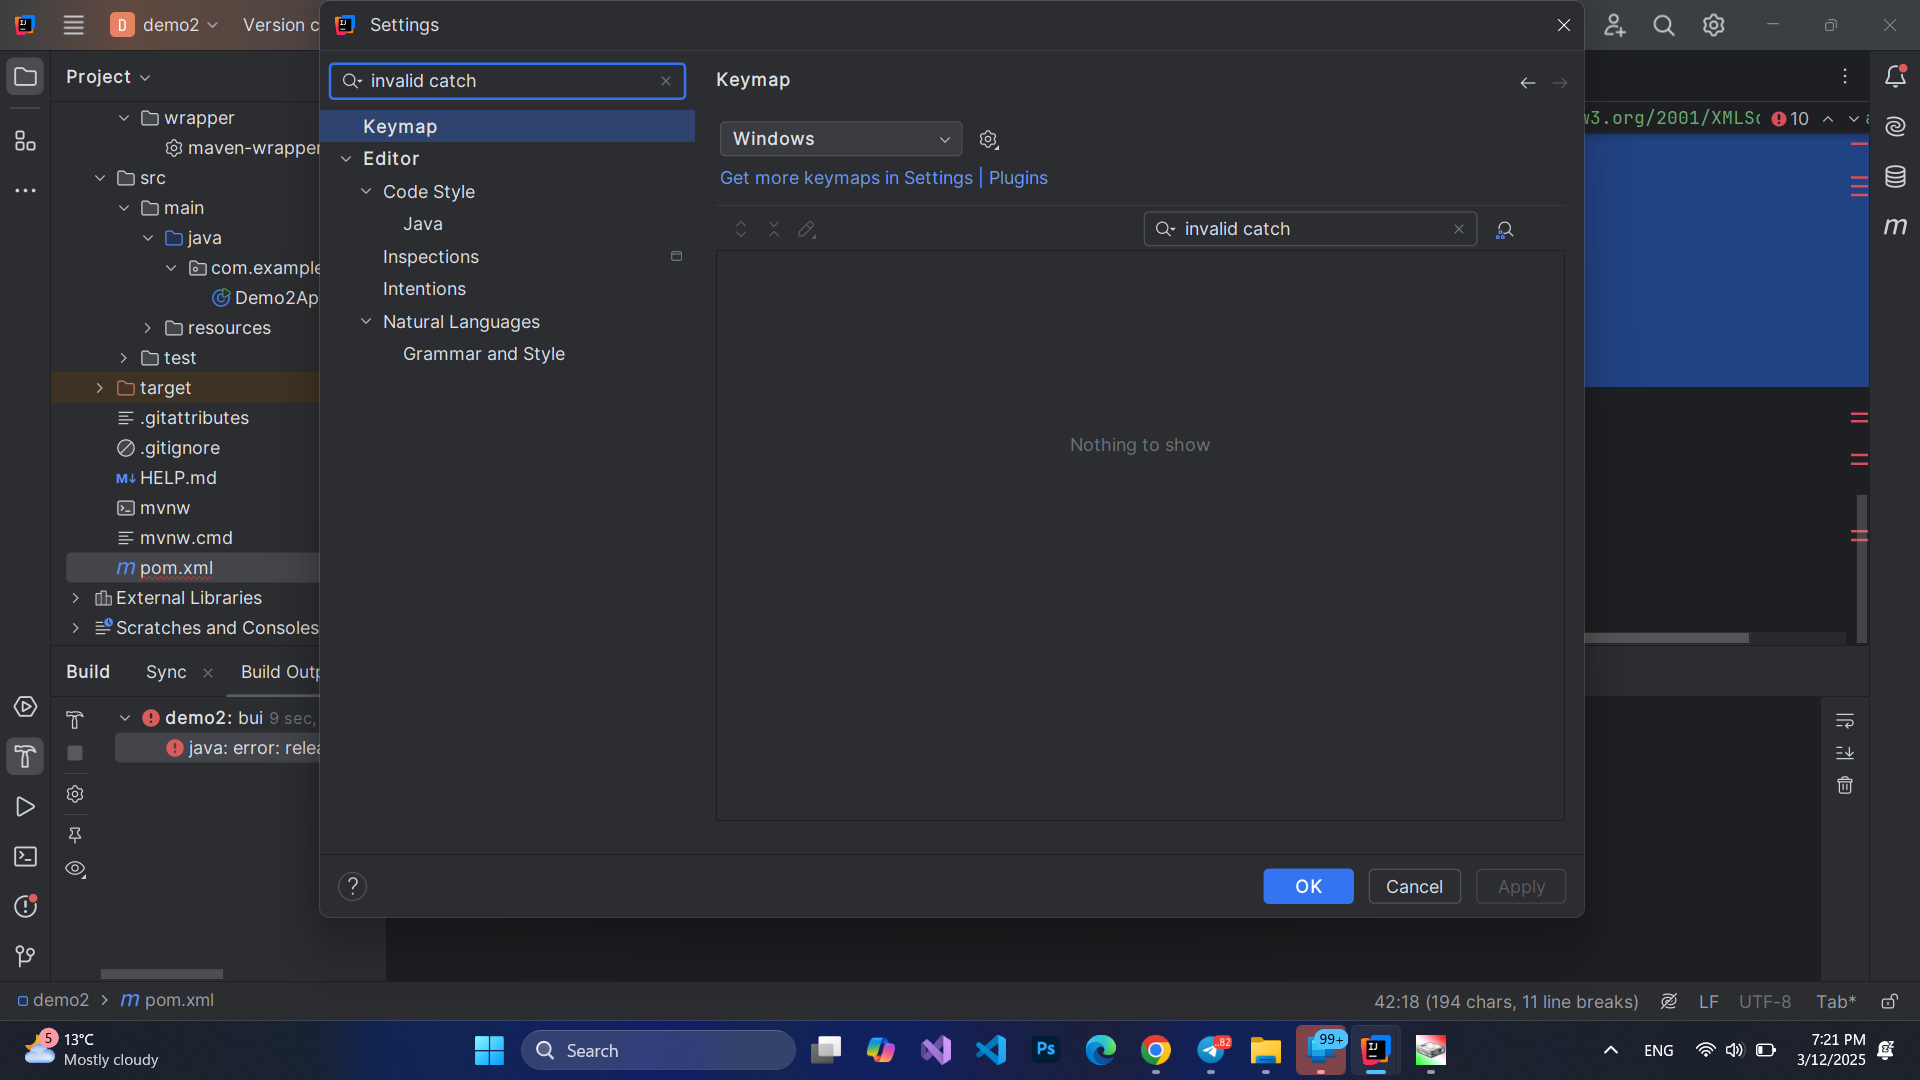 D demo2 Version c
Settings
Project
invalid catch
Keymap
w3.org/2001/XMLSc 10
wrapper
maven-wrapper
src
main
java
com.example
Demo2Ap
resources
test
target
.gitattributes
.gitignore
M↓ HELP.md
mvnw
mvnw.cmd
m pom.xml
External Libraries
Scratches and Consoles
Keymap
Editor
Code Style
Java
Inspections
Intentions
Natural Languages
Grammar and Style
Windows
Get more keymaps in Settings | Plugins
invalid catch
Nothing to show
m
Build Sync Build Outp
demo2: bui 9 sec,
java: error: relea
? OK Cancel Apply
demo2 > m pom.xml
42:18 (194 chars, 11 line breaks) LF UTF-8 Tab*
5 13°C
Mostly cloudy
Search
Ps
.82
99+
IJ
ENG
7:21 PM
3/12/2025